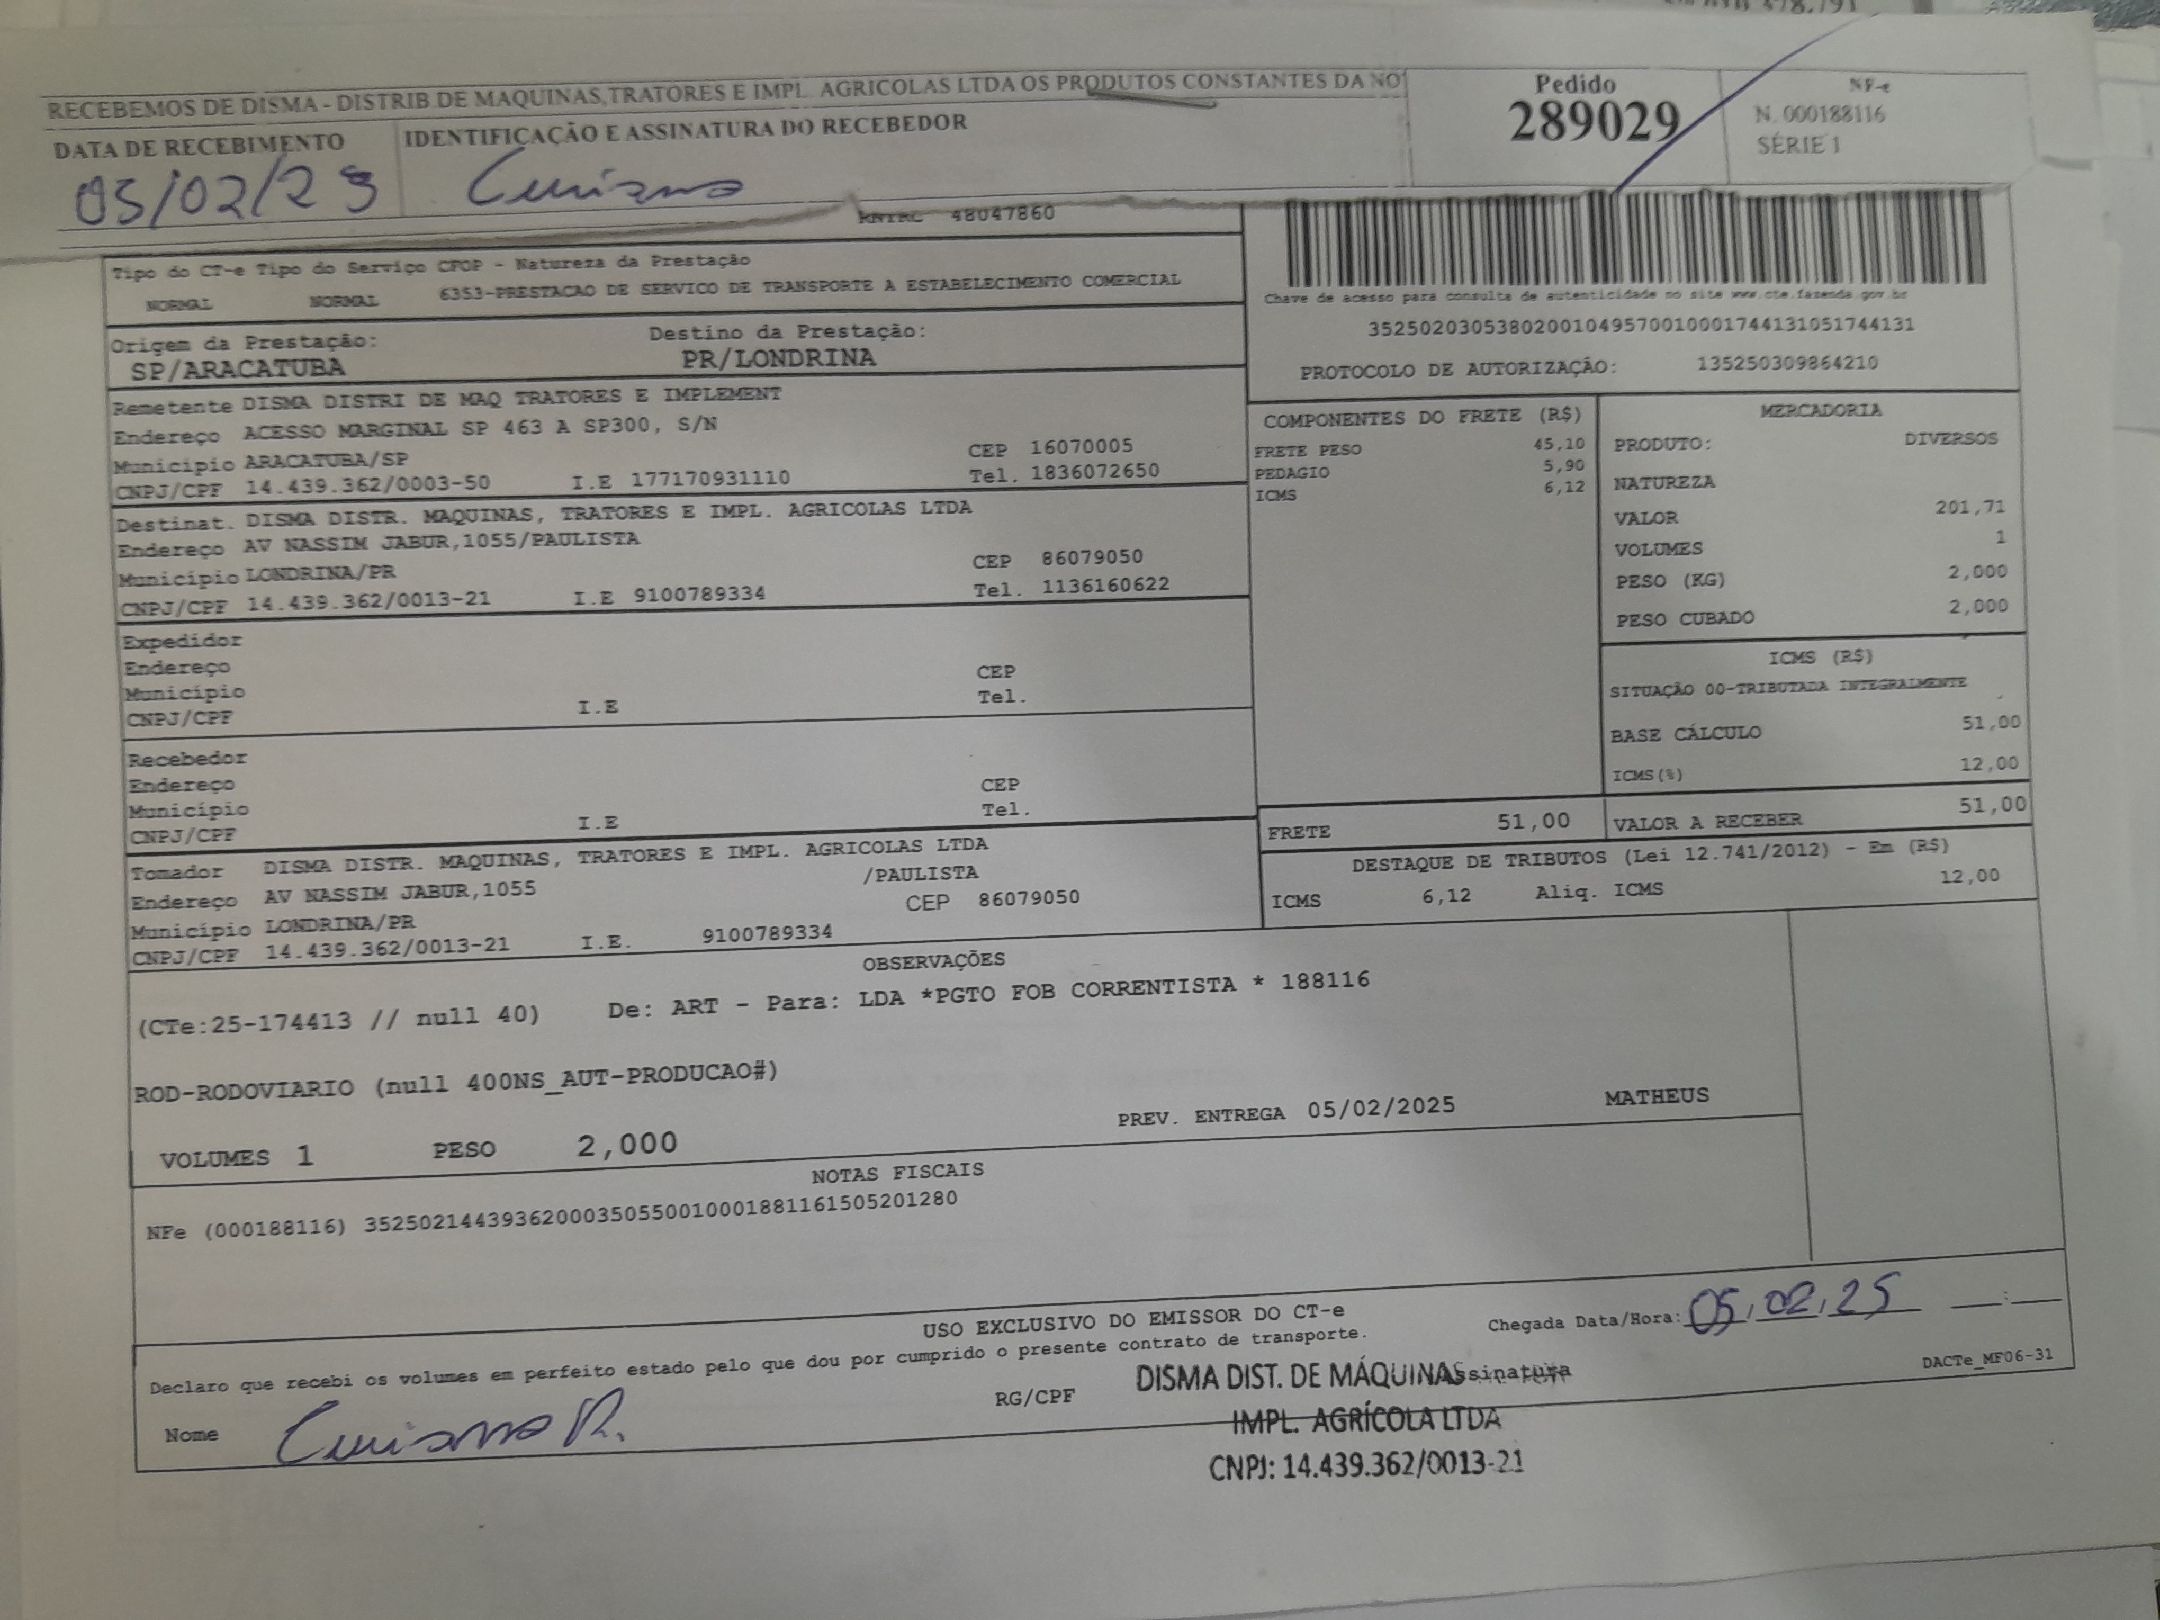 RECEBEMOS DE DISMA - DISTRIB DE MAQUINAS,TRATORES E IMPL. AGRICOLAS LTDA OS PRODUTOS CONSTANTES DA NO
DATA DE RECEBIMENTO
IDENTIFICAÇÃO E ASSINATURA DO RECEBEDOR
05/02/25
Pedido
289029
NF-e
N. 000188116
SÉRIE 1
RNTRC 48047860
Tipo do CT-e Tipo do Serviço CFOP - Natureza da Prestação
NORMAL NORMAL 6353-PRESTACAO DE SERVICO DE TRANSPORTE A ESTABELECIMENTO COMERCIAL
Chave de acesso para consulta de autenticidade no site www.cte.fazenda.gov.br
35250203053802001049570010001744131051744131
PROTOCOLO DE AUTORIZAÇÃO: 135250309864210
Origem da Prestação: Destino da Prestação:
SP/ARACATUBA PR/LONDRINA
Remetente DISMA DISTRI DE MAQ TRATORES E IMPLEMENT
Endereço ACESSO MARGINAL SP 463 A SP300, S/N
Município ARACATUBA/SP CEP 16070005
CNPJ/CPF 14.439.362/0003-50 I.E 177170931110 Tel. 1836072650
Destinat. DISMA DISTR. MAQUINAS, TRATORES E IMPL. AGRICOLAS LTDA
Endereço AV NASSIM JABUR,1055/PAULISTA
Município LONDRINA/PR CEP 86079050
CNPJ/CPF 14.439.362/0013-21 I.E 9100789334 Tel. 1136160622
Expedidor
Endereço
Município CEP
CNPJ/CPF I.E Tel.
Recebedor
Endereço
Município CEP
CNPJ/CPF I.E Tel.
Tomador DISMA DISTR. MAQUINAS, TRATORES E IMPL. AGRICOLAS LTDA
Endereço AV NASSIM JABUR,1055 /PAULISTA
Município LONDRINA/PR CEP 86079050
CNPJ/CPF 14.439.362/0013-21 I.E. 9100789334
COMPONENTES DO FRETE (R$)
FRETE PESO 45,10
PEDAGIO 5,90
ICMS 6,12
MERCADORIA
PRODUTO: DIVERSOS
NATUREZA
VALOR 201,71
VOLUMES 1
PESO (KG) 2,000
PESO CUBADO 2,000
ICMS (R$)
SITUAÇÃO 00-TRIBUTADA INTEGRALMENTE
BASE CÁLCULO 51,00
ICMS(%) 12,00
FRETE 51,00 VALOR A RECEBER 51,00
DESTAQUE DE TRIBUTOS (Lei 12.741/2012) - Em (R$)
ICMS 6,12 Aliq. ICMS 12,00
OBSERVAÇÕES
(CTe:25-174413 // null 40) De: ART - Para: LDA *PGTO FOB CORRENTISTA * 188116
ROD-RODOVIARIO (null 400NS_AUT-PRODUCAO#)
PREV. ENTREGA 05/02/2025 MATHEUS
VOLUMES 1 PESO 2,000
NOTAS FISCAIS
NFe (000188116) 35250214439362000350550010001881161505201280
USO EXCLUSIVO DO EMISSOR DO CT-e
Chegada Data/Hora: 05/02/25 __:__
Declaro que recebi os volumes em perfeito estado pelo que dou por cumprido o presente contrato de transporte.
Nome RG/CPF Assinatura
DACTe_MF06-31
DISMA DIST. DE MÁQUINAS
IMPL. AGRÍCOLA LTDA
CNPJ: 14.439.362/0013-21